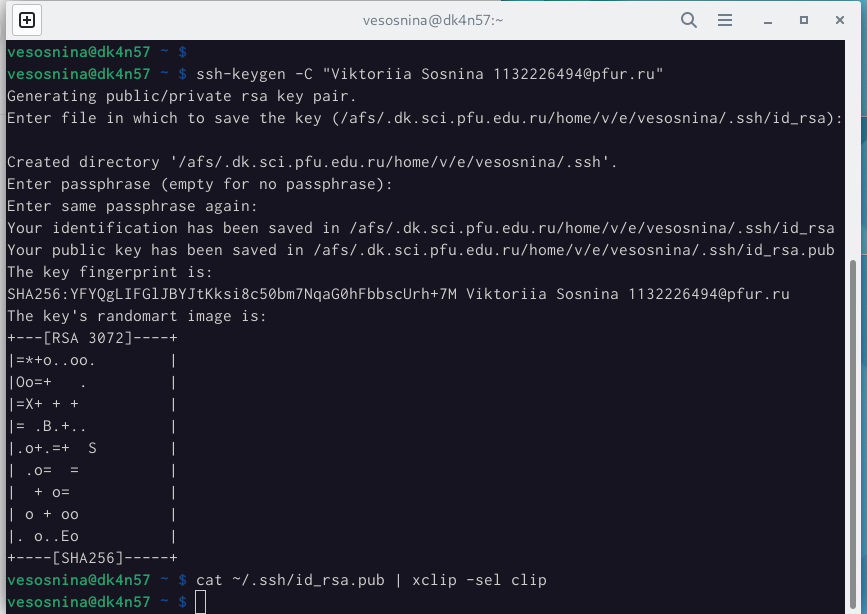 vesosnina@dk4n57:~
vesosnina@dk4n57 ~ $
vesosnina@dk4n57 ~ $ ssh-keygen -C "Viktoriia Sosnina 1132226494@pfur.ru"
Generating public/private rsa key pair.
Enter file in which to save the key (/afs/.dk.sci.pfu.edu.ru/home/v/e/vesosnina/.ssh/id_rsa):
Created directory '/afs/.dk.sci.pfu.edu.ru/home/v/e/vesosnina/.ssh'.
Enter passphrase (empty for no passphrase):
Enter same passphrase again:
Your identification has been saved in /afs/.dk.sci.pfu.edu.ru/home/v/e/vesosnina/.ssh/id_rsa
Your public key has been saved in /afs/.dk.sci.pfu.edu.ru/home/v/e/vesosnina/.ssh/id_rsa.pub
The key fingerprint is:
SHA256:YFYQgLIFGlJBYJtKksi8c50bm7NqaG0hFbbscUrh+7M Viktoriia Sosnina 1132226494@pfur.ru
The key's randomart image is:
+---[RSA 3072]----+
|=*+o..oo.        |
|Oo=+   .         |
|=X+ + +          |
|= .B.+..         |
|.o+.=+  S        |
| .o=  =          |
|  + o=           |
| o + oo          |
|. o..Eo          |
+----[SHA256]-----+
vesosnina@dk4n57 ~ $ cat ~/.ssh/id_rsa.pub | xclip -sel clip
vesosnina@dk4n57 ~ $